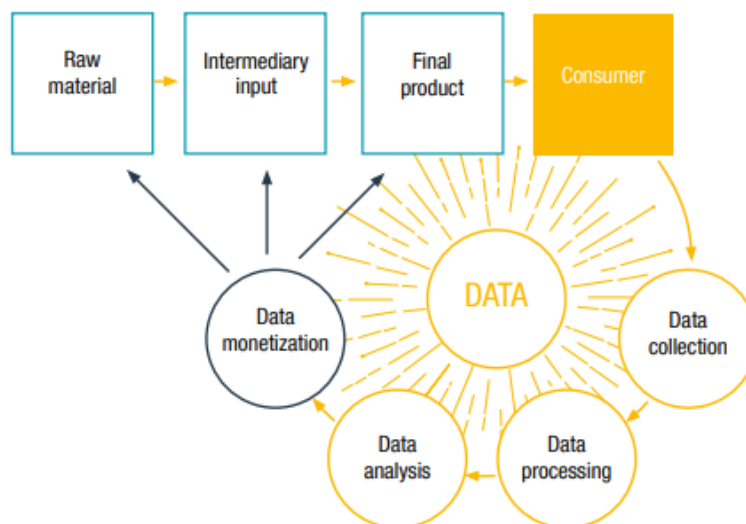 Raw
material
Intermediary
input
Final
product
Consumer
DATA
Data
monetization
Data
collection
Data
analysis
Data
processing